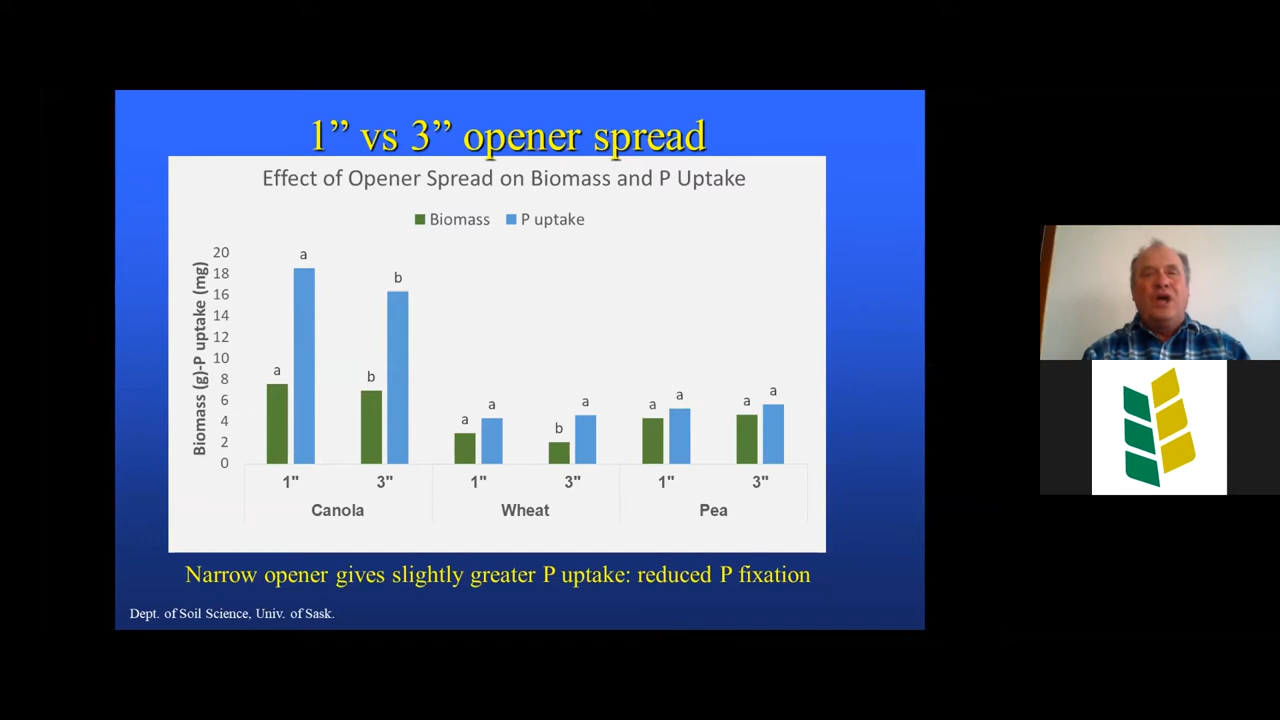 1” vs 3” opener spread
Effect of Opener Spread on Biomass and P Uptake
Biomass P uptake
Biomass (g)-P uptake (mg)
20
18
16
14
12
10
8
6
4
2
0
a a b b a a b a a a a a
1" 3" 1" 3" 1" 3"
Canola Wheat Pea
Narrow opener gives slightly greater P uptake: reduced P fixation
Dept. of Soil Science, Univ. of Sask.